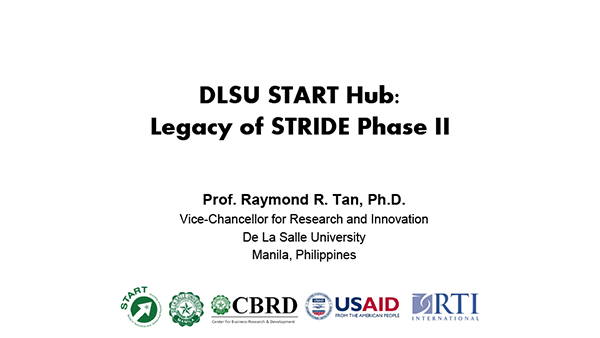 DLSU START Hub:
Legacy of STRIDE Phase II
Prof. Raymond R. Tan, Ph.D.
Vice-Chancellor for Research and Innovation
De La Salle University
Manila, Philippines
START
CBRD
Center for Business Research & Development
USAID
FROM THE AMERICAN PEOPLE
RTI
INTERNATIONAL